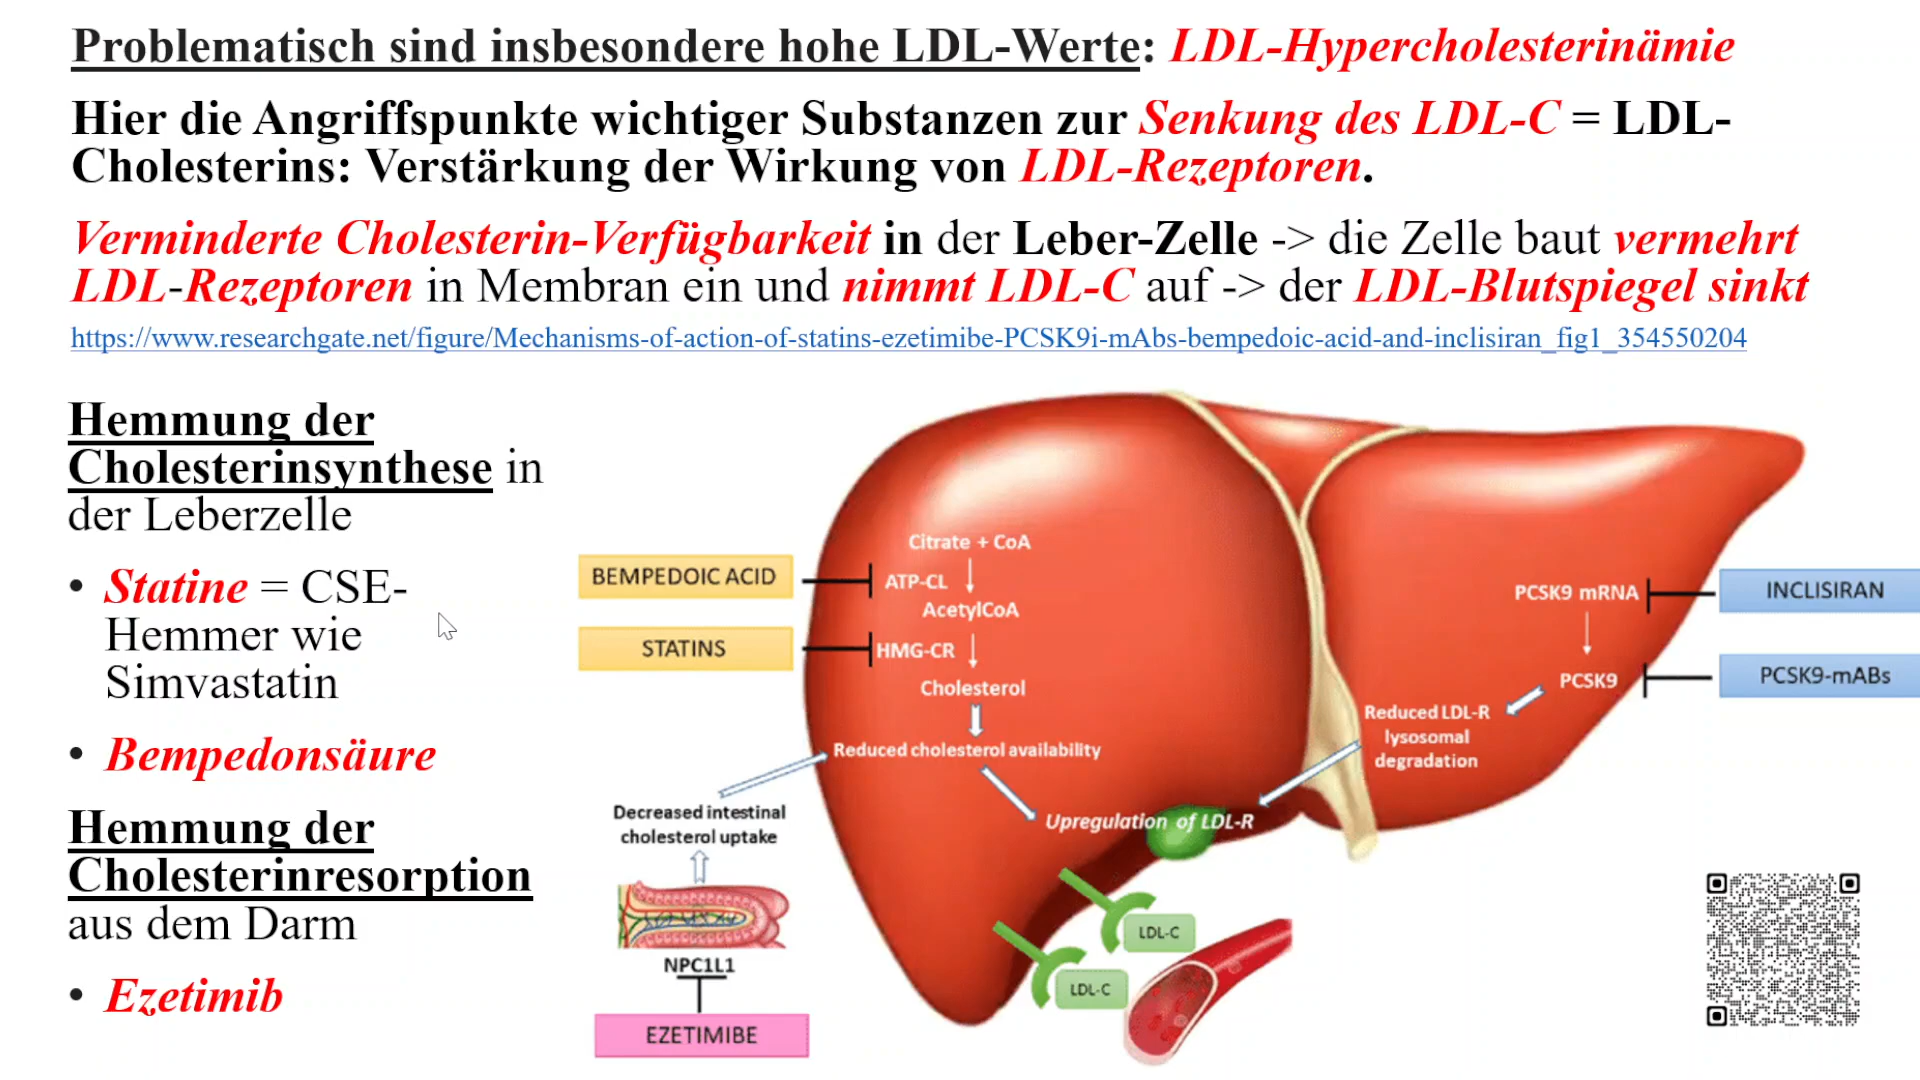 Problematisch sind insbesondere hohe LDL-Werte: LDL-Hypercholesterinämie
Hier die Angriffspunkte wichtiger Substanzen zur Senkung des LDL-C = LDL-
Cholesterins: Verstärkung der Wirkung von LDL-Rezeptoren.
Verminderte Cholesterin-Verfügbarkeit in der Leber-Zelle -> die Zelle baut vermehrt
LDL-Rezeptoren in Membran ein und nimmt LDL-C auf -> der LDL-Blutspiegel sinkt
https://www.researchgate.net/figure/Mechanisms-of-action-of-statins-ezetimibe-PCSK9i-mAbs-bempedoic-acid-and-inclisiran_fig1_354550204
Hemmung der
Cholesterinsynthese in
der Leberzelle
• Statine = CSE-
Hemmer wie
Simvastatin
• Bempedonsäure
Hemmung der
Cholesterinresorption
aus dem Darm
• Ezetimib
BEMPEDOIC ACID
STATINS
Citrate + CoA
ATP-CL
AcetylCoA
HMG-CR
Cholesterol
Reduced cholesterol availability
Decreased intestinal
cholesterol uptake
NPC1L1
EZETIMIBE
Upregulation of LDL-R
LDL-C
LDL-C
PCSK9 mRNA
PCSK9
Reduced LDL-R
lysosomal
degradation
INCLISIRAN
PCSK9-mABs